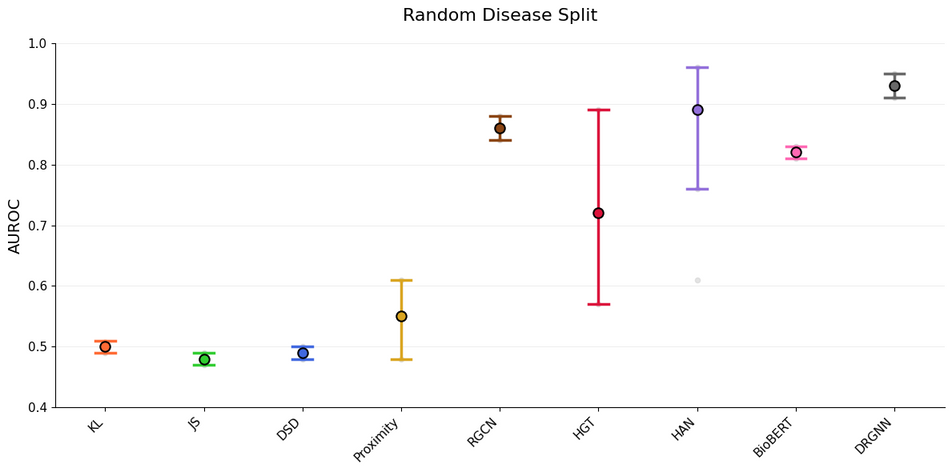 Random Disease Split
AUROC
1.0
0.9
0.8
0.7
0.6
0.5
0.4
KL
JS
DSD
Proximity
RGCN
HGT
HAN
BioBERT
DRGNN